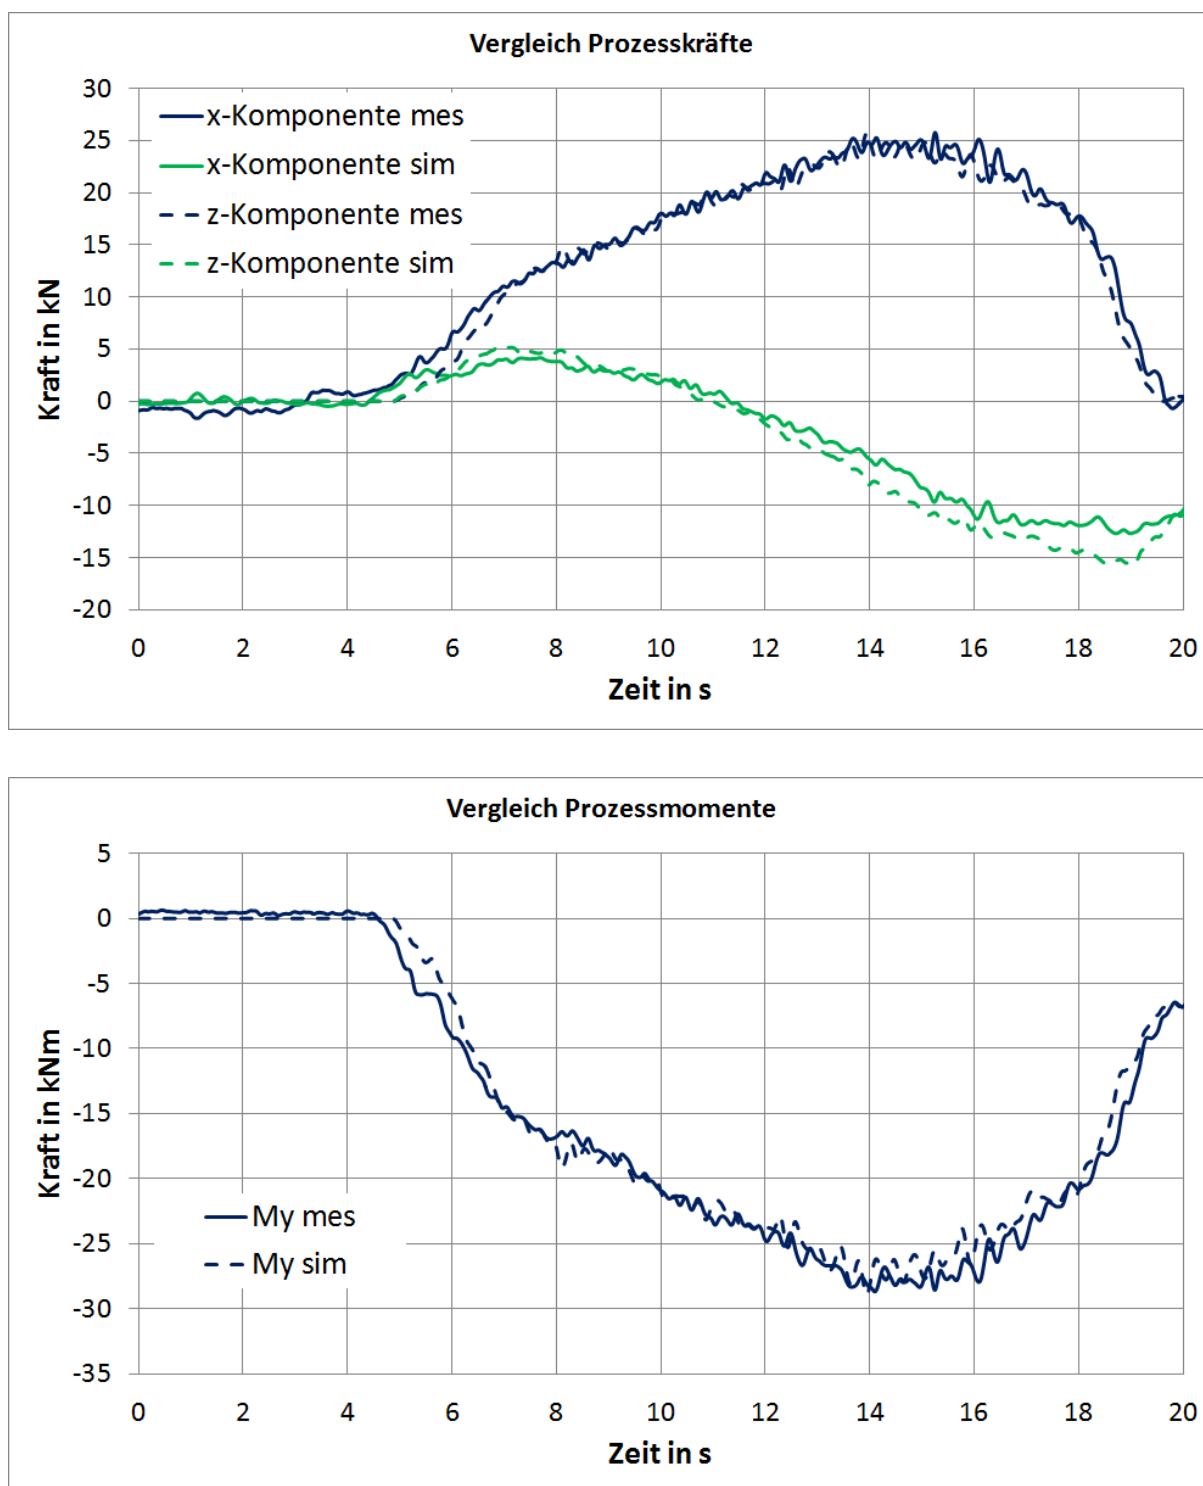 Vergleich Prozesskräfte
30
25
20
15
10
5
0
-5
-10
-15
-20
x-Komponente mes
x-Komponente sim
z-Komponente mes
z-Komponente sim
Kraft in kN
0 2 4 6 8 10 12 14 16 18 20
Zeit in s
Vergleich Prozessmomente
5
0
-5
-10
-15
-20
-25
-30
-35
My mes
My sim
Kraft in kNm
0 2 4 6 8 10 12 14 16 18 20
Zeit in s